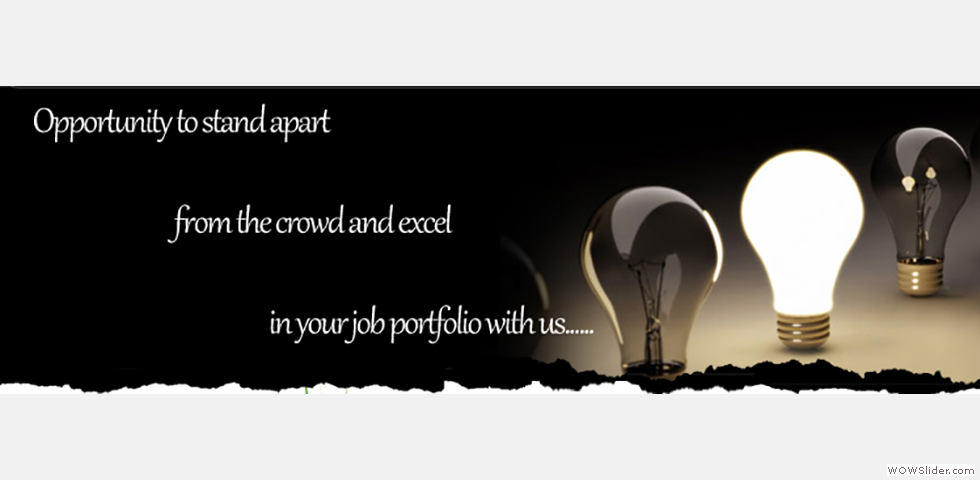 Opportunity to stand apart
from the crowd and excel
in your job portfolio with us......
WOWSlider.com